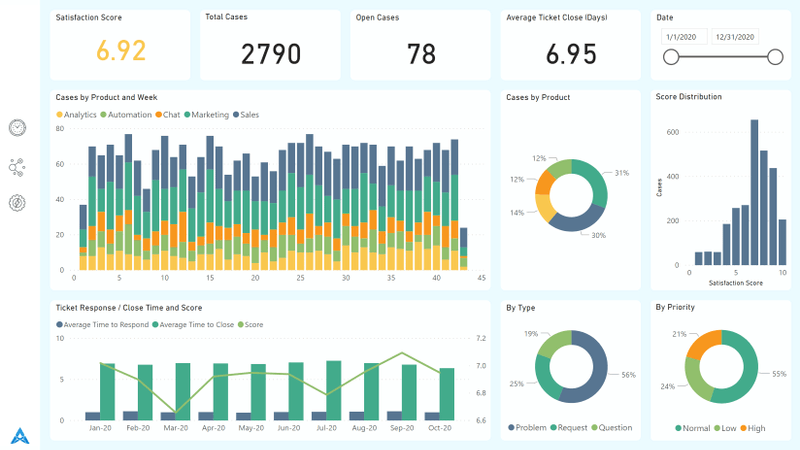 Satisfaction Score
6.92
Total Cases
2790
Open Cases
78
Average Ticket Close (Days)
6.95
Date
1/1/2020 12/31/2020
Cases by Product and Week
Analytics Automation Chat Marketing Sales
80
60
40
20
0
0 5 10 15 20 25 30 35 40 45
Cases by Product
12%
12%
14%
31%
30%
Score Distribution
Cases
600
400
200
0
5 10
Satisfaction Score
Ticket Response / Close Time and Score
Average Time to Respond Average Time to Close Score
10
5
0
7.2
7.0
6.8
6.6
Jan-20 Feb-20 Mar-20 Apr-20 May-20 Jun-20 Jul-20 Aug-20 Sep-20 Oct-20
By Type
19%
25%
56%
Problem Request Question
By Priority
21%
24%
55%
Normal Low High